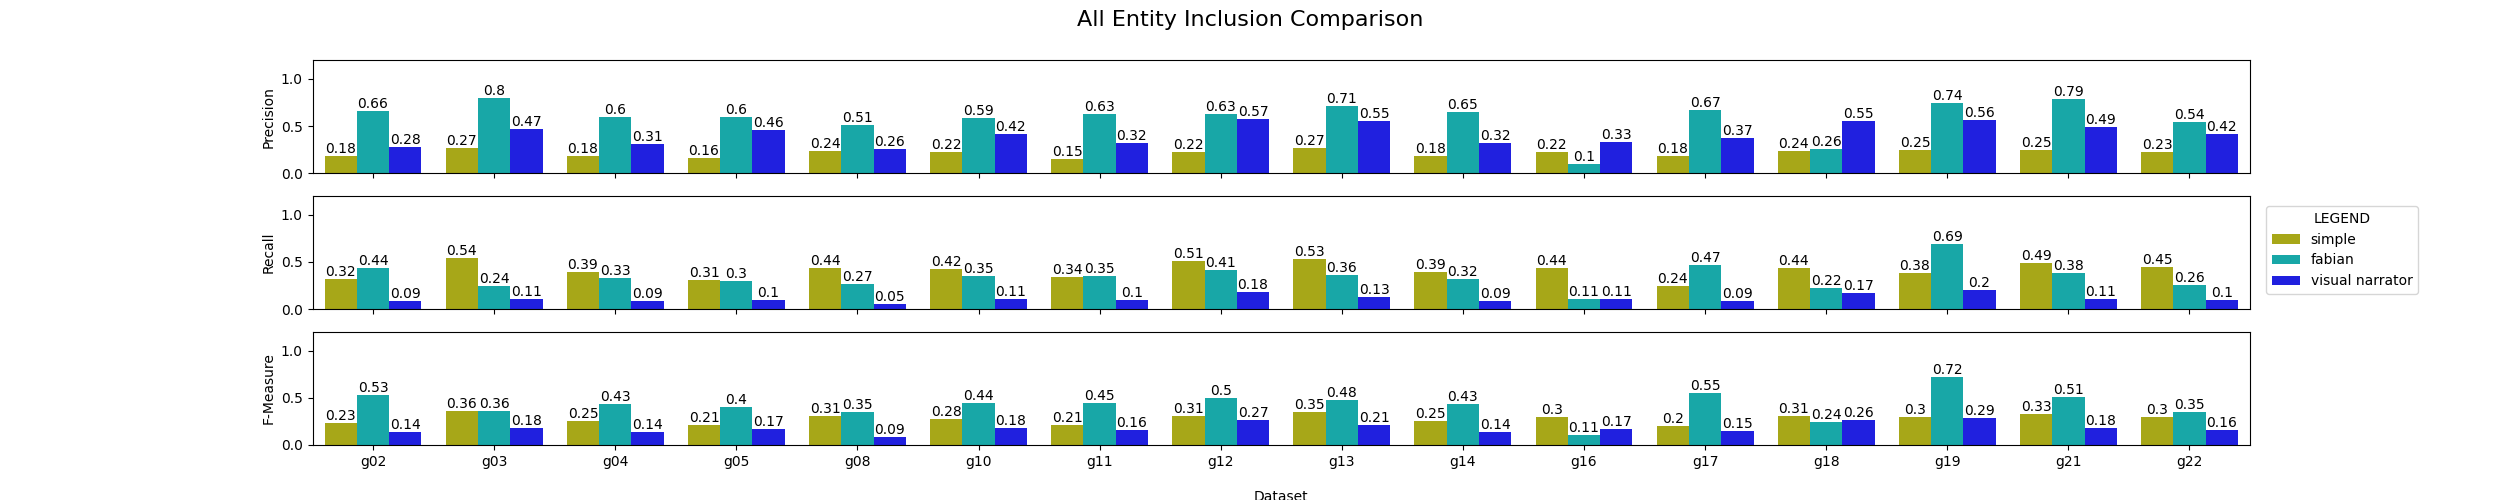 All Entity Inclusion Comparison
Precision
1.0
0.5
0.0
0.18 0.66 0.28 0.27 0.8 0.47 0.18 0.6 0.31 0.16 0.6 0.46 0.24 0.51 0.26 0.22 0.59 0.42 0.15 0.63 0.32 0.22 0.63 0.57 0.27 0.71 0.55 0.18 0.65 0.32 0.22 0.1 0.33 0.18 0.67 0.37 0.24 0.26 0.55 0.25 0.74 0.56 0.25 0.79 0.49 0.23 0.54 0.42
Recall
1.0
0.5
0.0
0.32 0.44 0.09 0.54 0.24 0.11 0.39 0.33 0.09 0.31 0.3 0.1 0.44 0.27 0.05 0.42 0.35 0.11 0.34 0.35 0.1 0.51 0.41 0.18 0.53 0.36 0.13 0.39 0.32 0.09 0.44 0.11 0.11 0.24 0.47 0.09 0.44 0.22 0.17 0.38 0.69 0.2 0.49 0.38 0.11 0.45 0.26 0.1
LEGEND
simple
fabian
visual narrator
F-Measure
1.0
0.5
0.0
0.23 0.53 0.14 0.36 0.36 0.18 0.25 0.43 0.14 0.21 0.4 0.17 0.31 0.35 0.09 0.28 0.44 0.18 0.21 0.45 0.16 0.31 0.5 0.27 0.35 0.48 0.21 0.25 0.43 0.14 0.3 0.11 0.17 0.2 0.55 0.15 0.31 0.24 0.26 0.3 0.72 0.29 0.33 0.51 0.18 0.3 0.35 0.16
g02 g03 g04 g05 g08 g10 g11 g12 g13 g14 g16 g17 g18 g19 g21 g22
Dataset